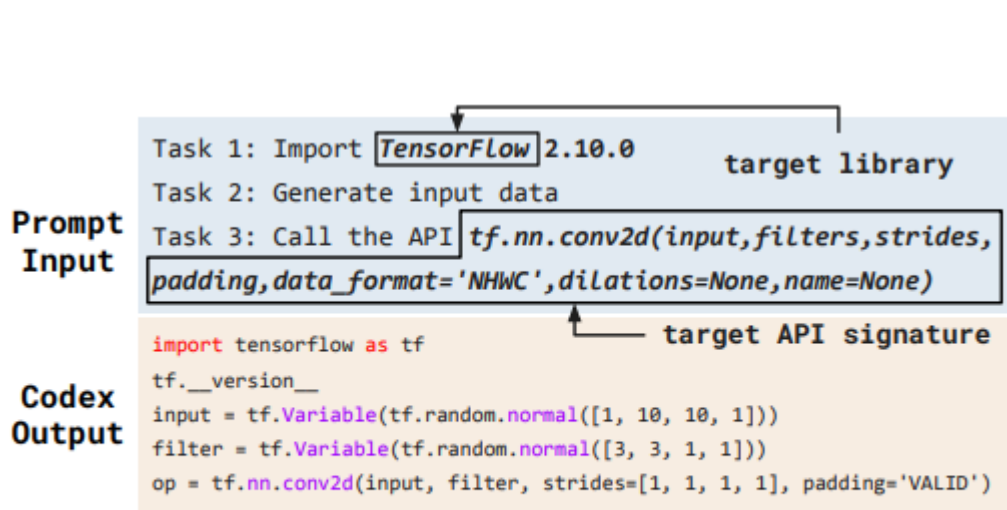 Task 1: Import TensorFlow 2.10.0
target library
Task 2: Generate input data
Prompt
Input
Task 3: Call the API tf.nn.conv2d(input,filters,strides,
padding,data_format='NHWC',dilations=None,name=None)
target API signature
Codex
Output
import tensorflow as tf
tf.__version__
input = tf.Variable(tf.random.normal([1, 10, 10, 1]))
filter = tf.Variable(tf.random.normal([3, 3, 1, 1]))
op = tf.nn.conv2d(input, filter, strides=[1, 1, 1, 1], padding='VALID')